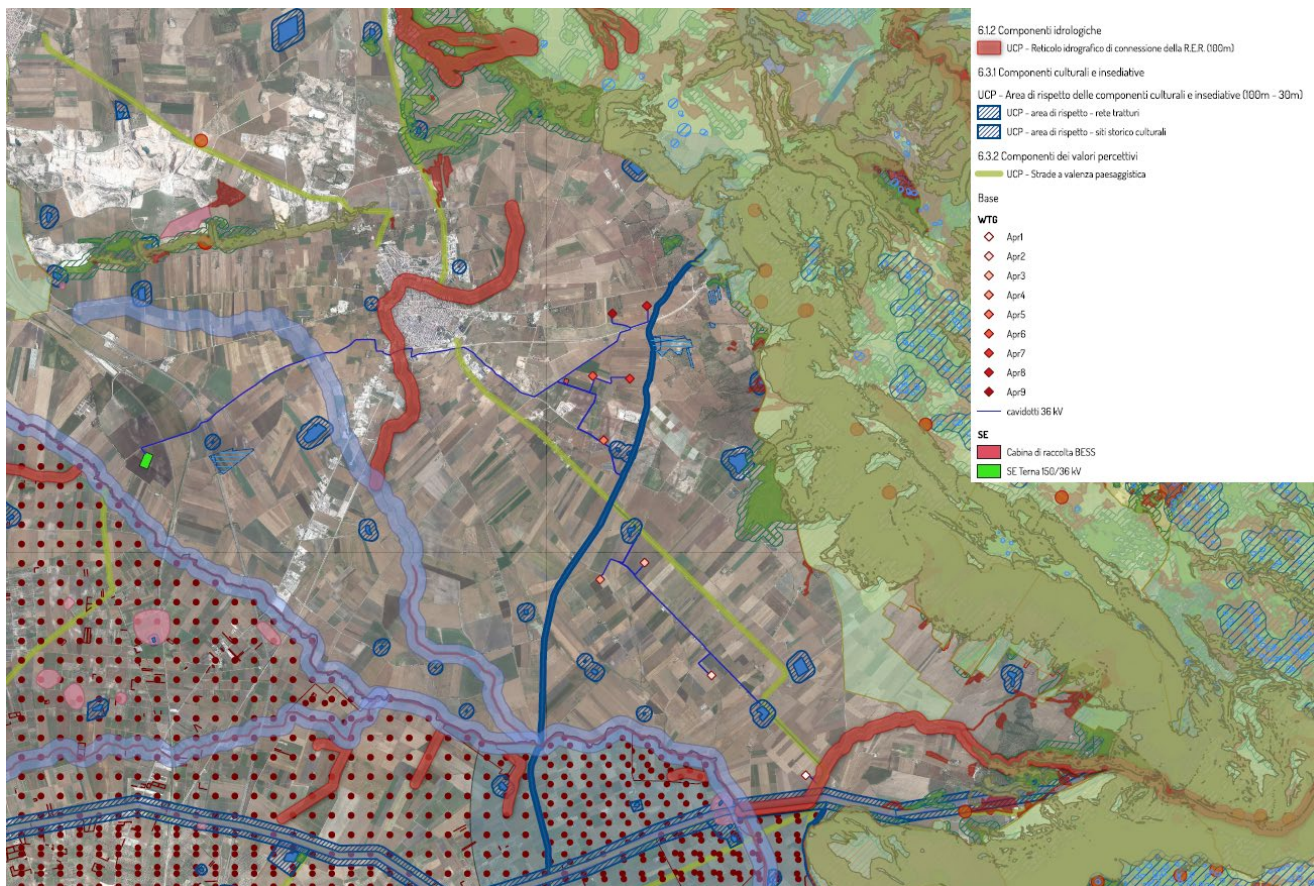 6.1.2 Componenti idrologiche
UCP - Reticolo idrografico di connessione della R.E.R. (100m)
6.3.1 Componenti culturali e insediative
UCP - Area di rispetto delle componenti culturali e insediative (100m - 30m)
UCP - area di rispetto - rete tratturi
UCP - area di rispetto - siti storico culturali
6.3.2 Componenti dei valori percettivi
UCP - Strade a valenza paesaggistica
Base
WTG
Apr1
Apr2
Apr3
Apr4
Apr5
Apr6
Apr7
Apr8
Apr9
cavidotti 36 kV
SE
Cabina di raccolta BESS
SE Terna 150/36 kV